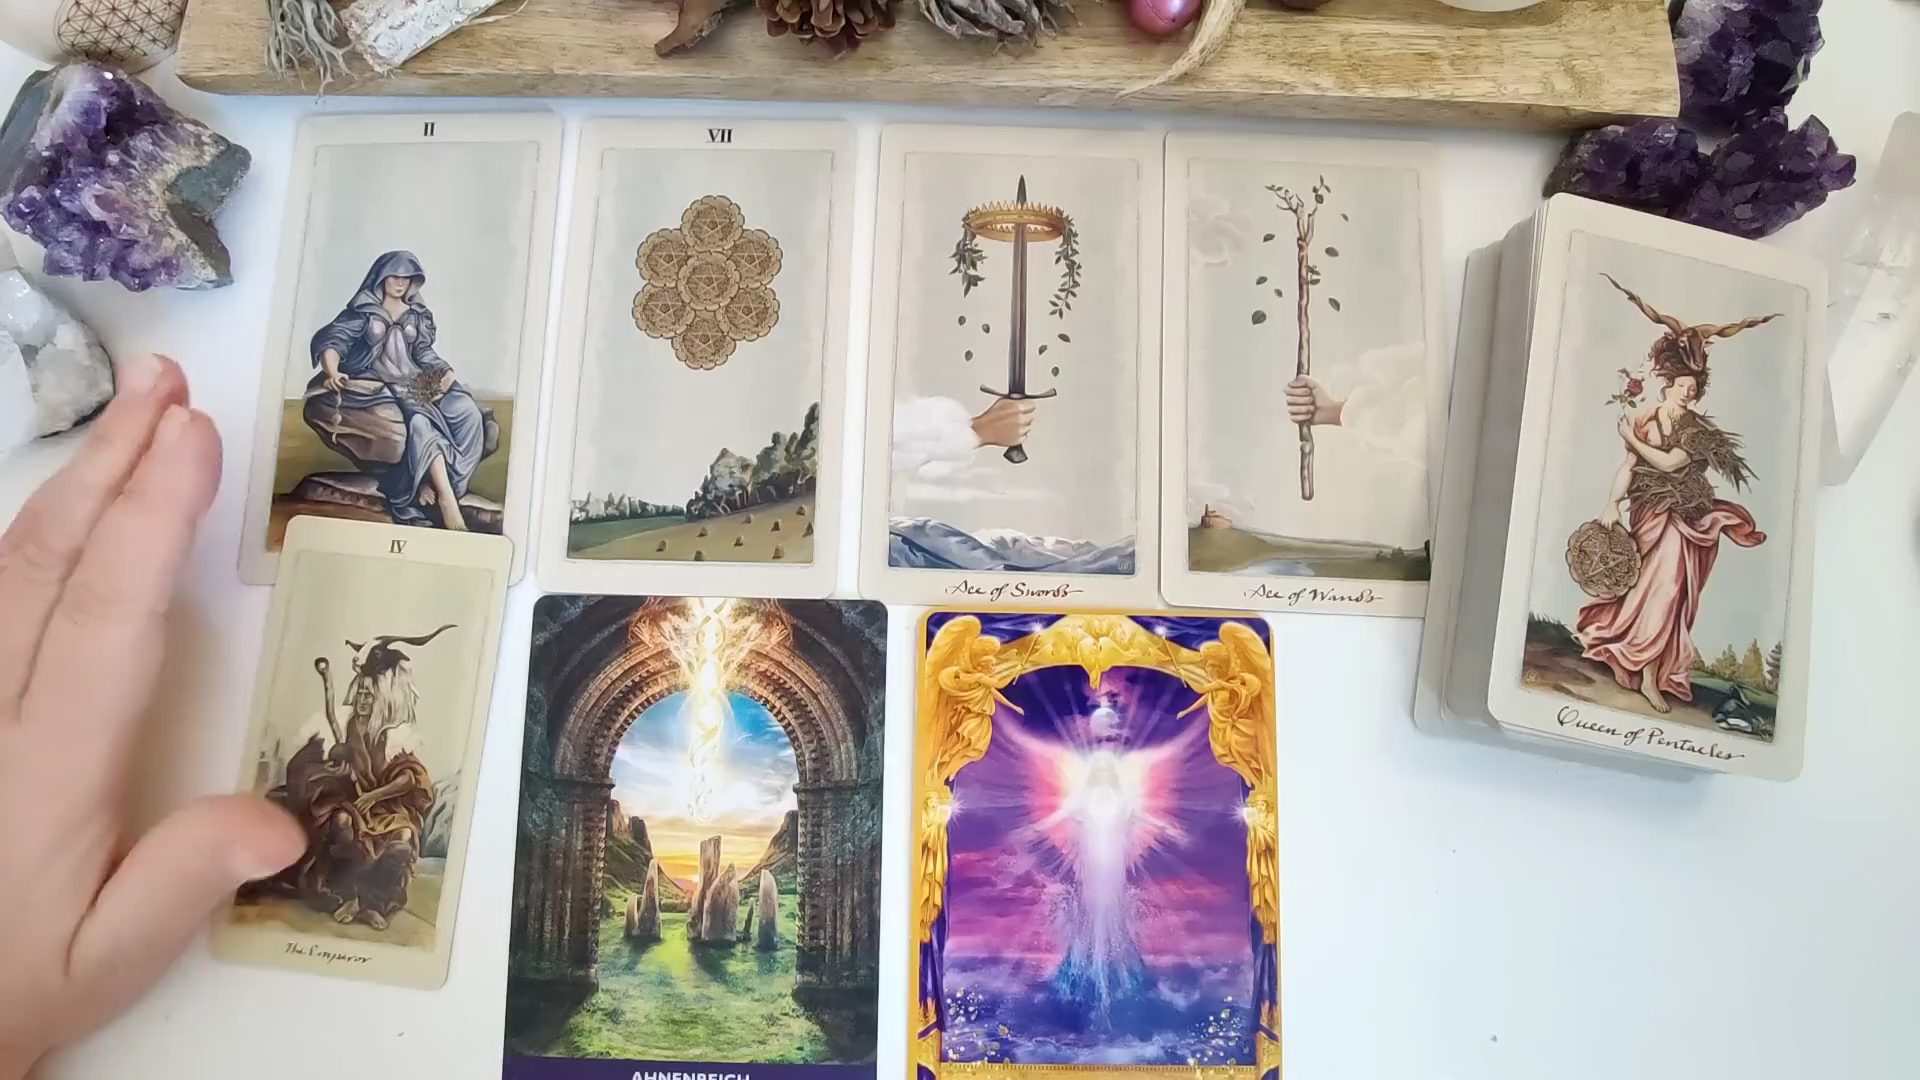 II
VII
Ace of Swords
Ace of Wands
Queen of Pentacles
IV
The Emperor
AHNENREICH